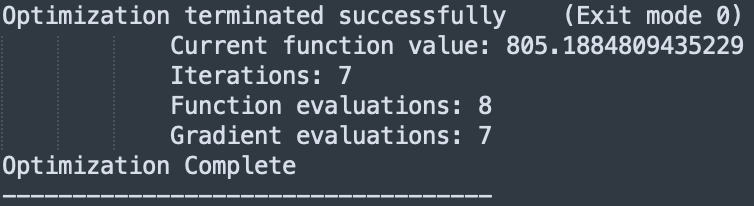 Optimization terminated successfully    (Exit mode 0)
            Current function value: 805.1884809435229
            Iterations: 7
            Function evaluations: 8
            Gradient evaluations: 7
Optimization Complete
-----------------------------------